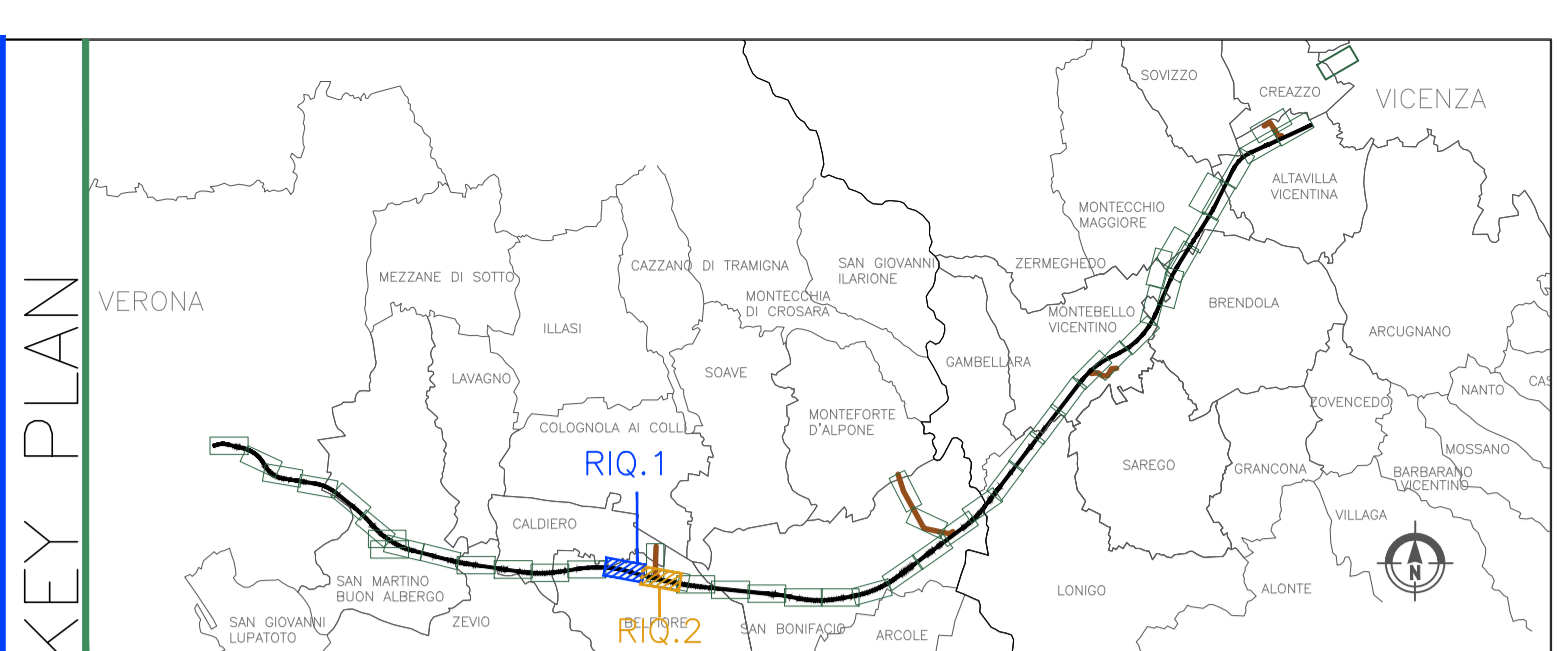 KEY PLAN
SOVIZZO
CREAZZO
VICENZA
ALTAVILLA
VICENTINA
MONTECCHIO
MAGGIORE
CAZZANO DI TRAMIGNA
SAN GIOVANNI
ILARIONE
ZERMEGHEDO
MEZZANE DI SOTTO
VERONA
MONTECCHIA
DI CROSARA
BRENDOLA
MONTEBELLO
VICENTINO
ILLASI
ARCUGNANO
GAMBELLARA
SOAVE
LAVAGNO
NANTO
CAS
ZOVENCEDO
MONTEFORTE
D'ALPONE
COLOGNOLA AI COLLI
MOSSANO
RIQ.1
SAREGO
GRANCONA
BARBARANO
VICENTINO
VILLAGA
CALDIERO
N
SAN MARTINO
BUON ALBERGO
LONIGO
ALONTE
SAN GIOVANNI
LUPATOTO
ZEVIO
BELFIORE
RIQ.2
SAN BONIFACIO
ARCOLE